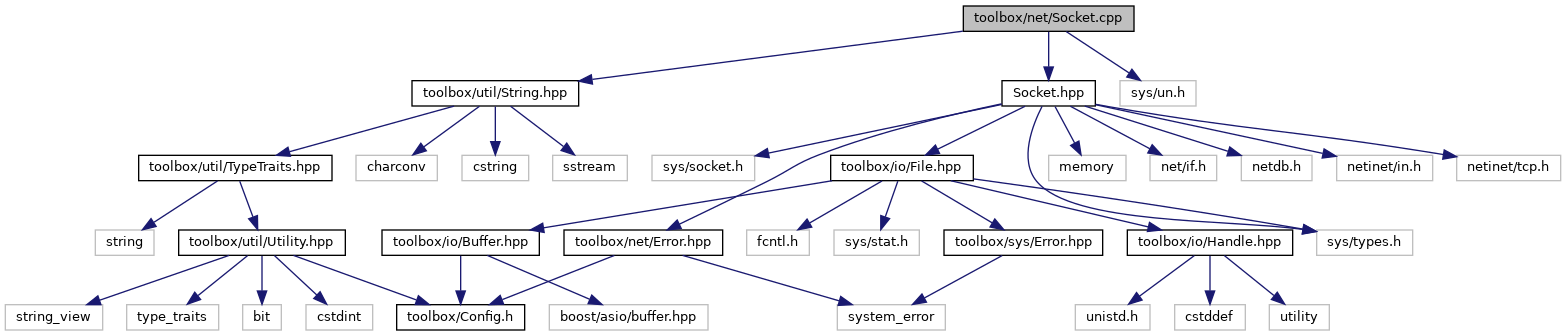 toolbox/net/Socket.cpp
toolbox/util/String.hpp
Socket.hpp
sys/un.h
toolbox/util/TypeTraits.hpp
charconv
cstring
sstream
sys/socket.h
toolbox/io/File.hpp
memory
net/if.h
netdb.h
netinet/in.h
netinet/tcp.h
string
toolbox/util/Utility.hpp
toolbox/io/Buffer.hpp
toolbox/net/Error.hpp
fcntl.h
sys/stat.h
toolbox/sys/Error.hpp
toolbox/io/Handle.hpp
sys/types.h
string_view
type_traits
bit
cstdint
toolbox/Config.h
boost/asio/buffer.hpp
system_error
unistd.h
cstddef
utility